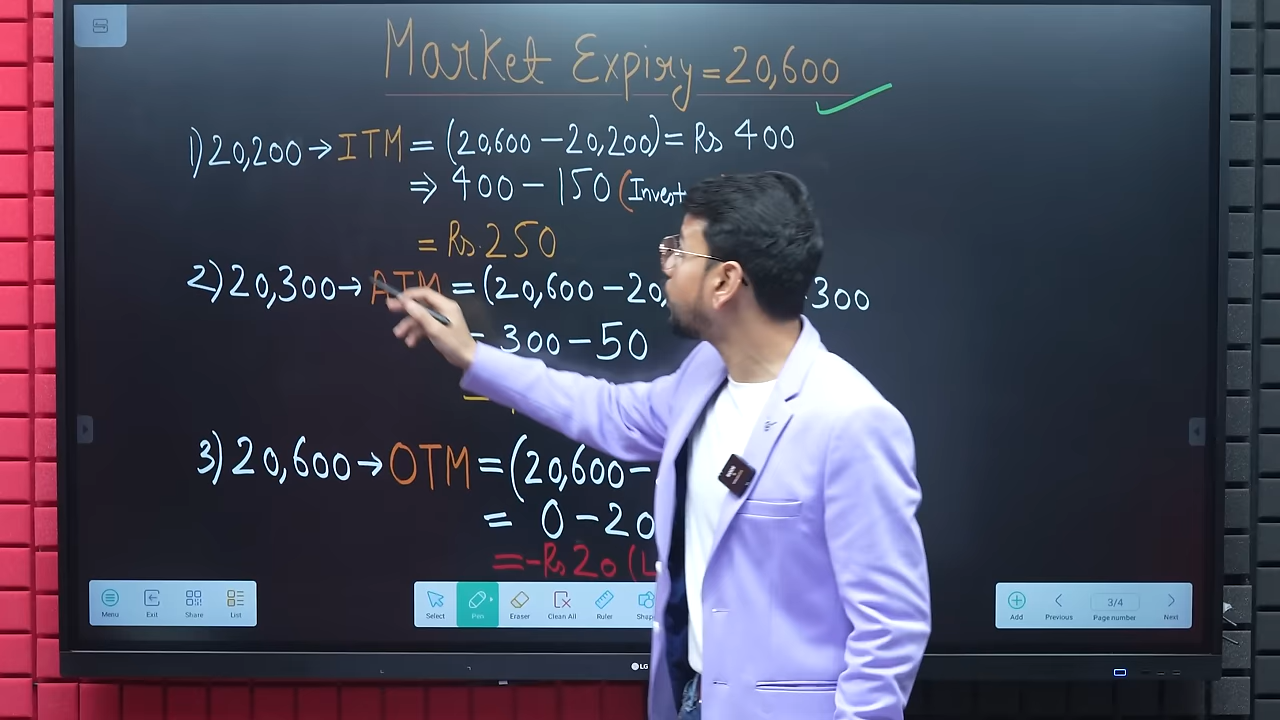 Market Expiry = 20,600
1) 20,200 → ITM = (20,600 - 20,200) = Rs 400
⇒ 400 - 150 (Invest
= Rs. 250
2) 20,300 → ATM = (20,600 - 20, 300
= 300 - 50
3) 20,600 → OTM = (20,600 -
= 0 - 20
= -Rs 20 (L
Menu Exit Share List Select Pen Eraser Clean All Ruler Add Previous 3/4 Page number Next
LG